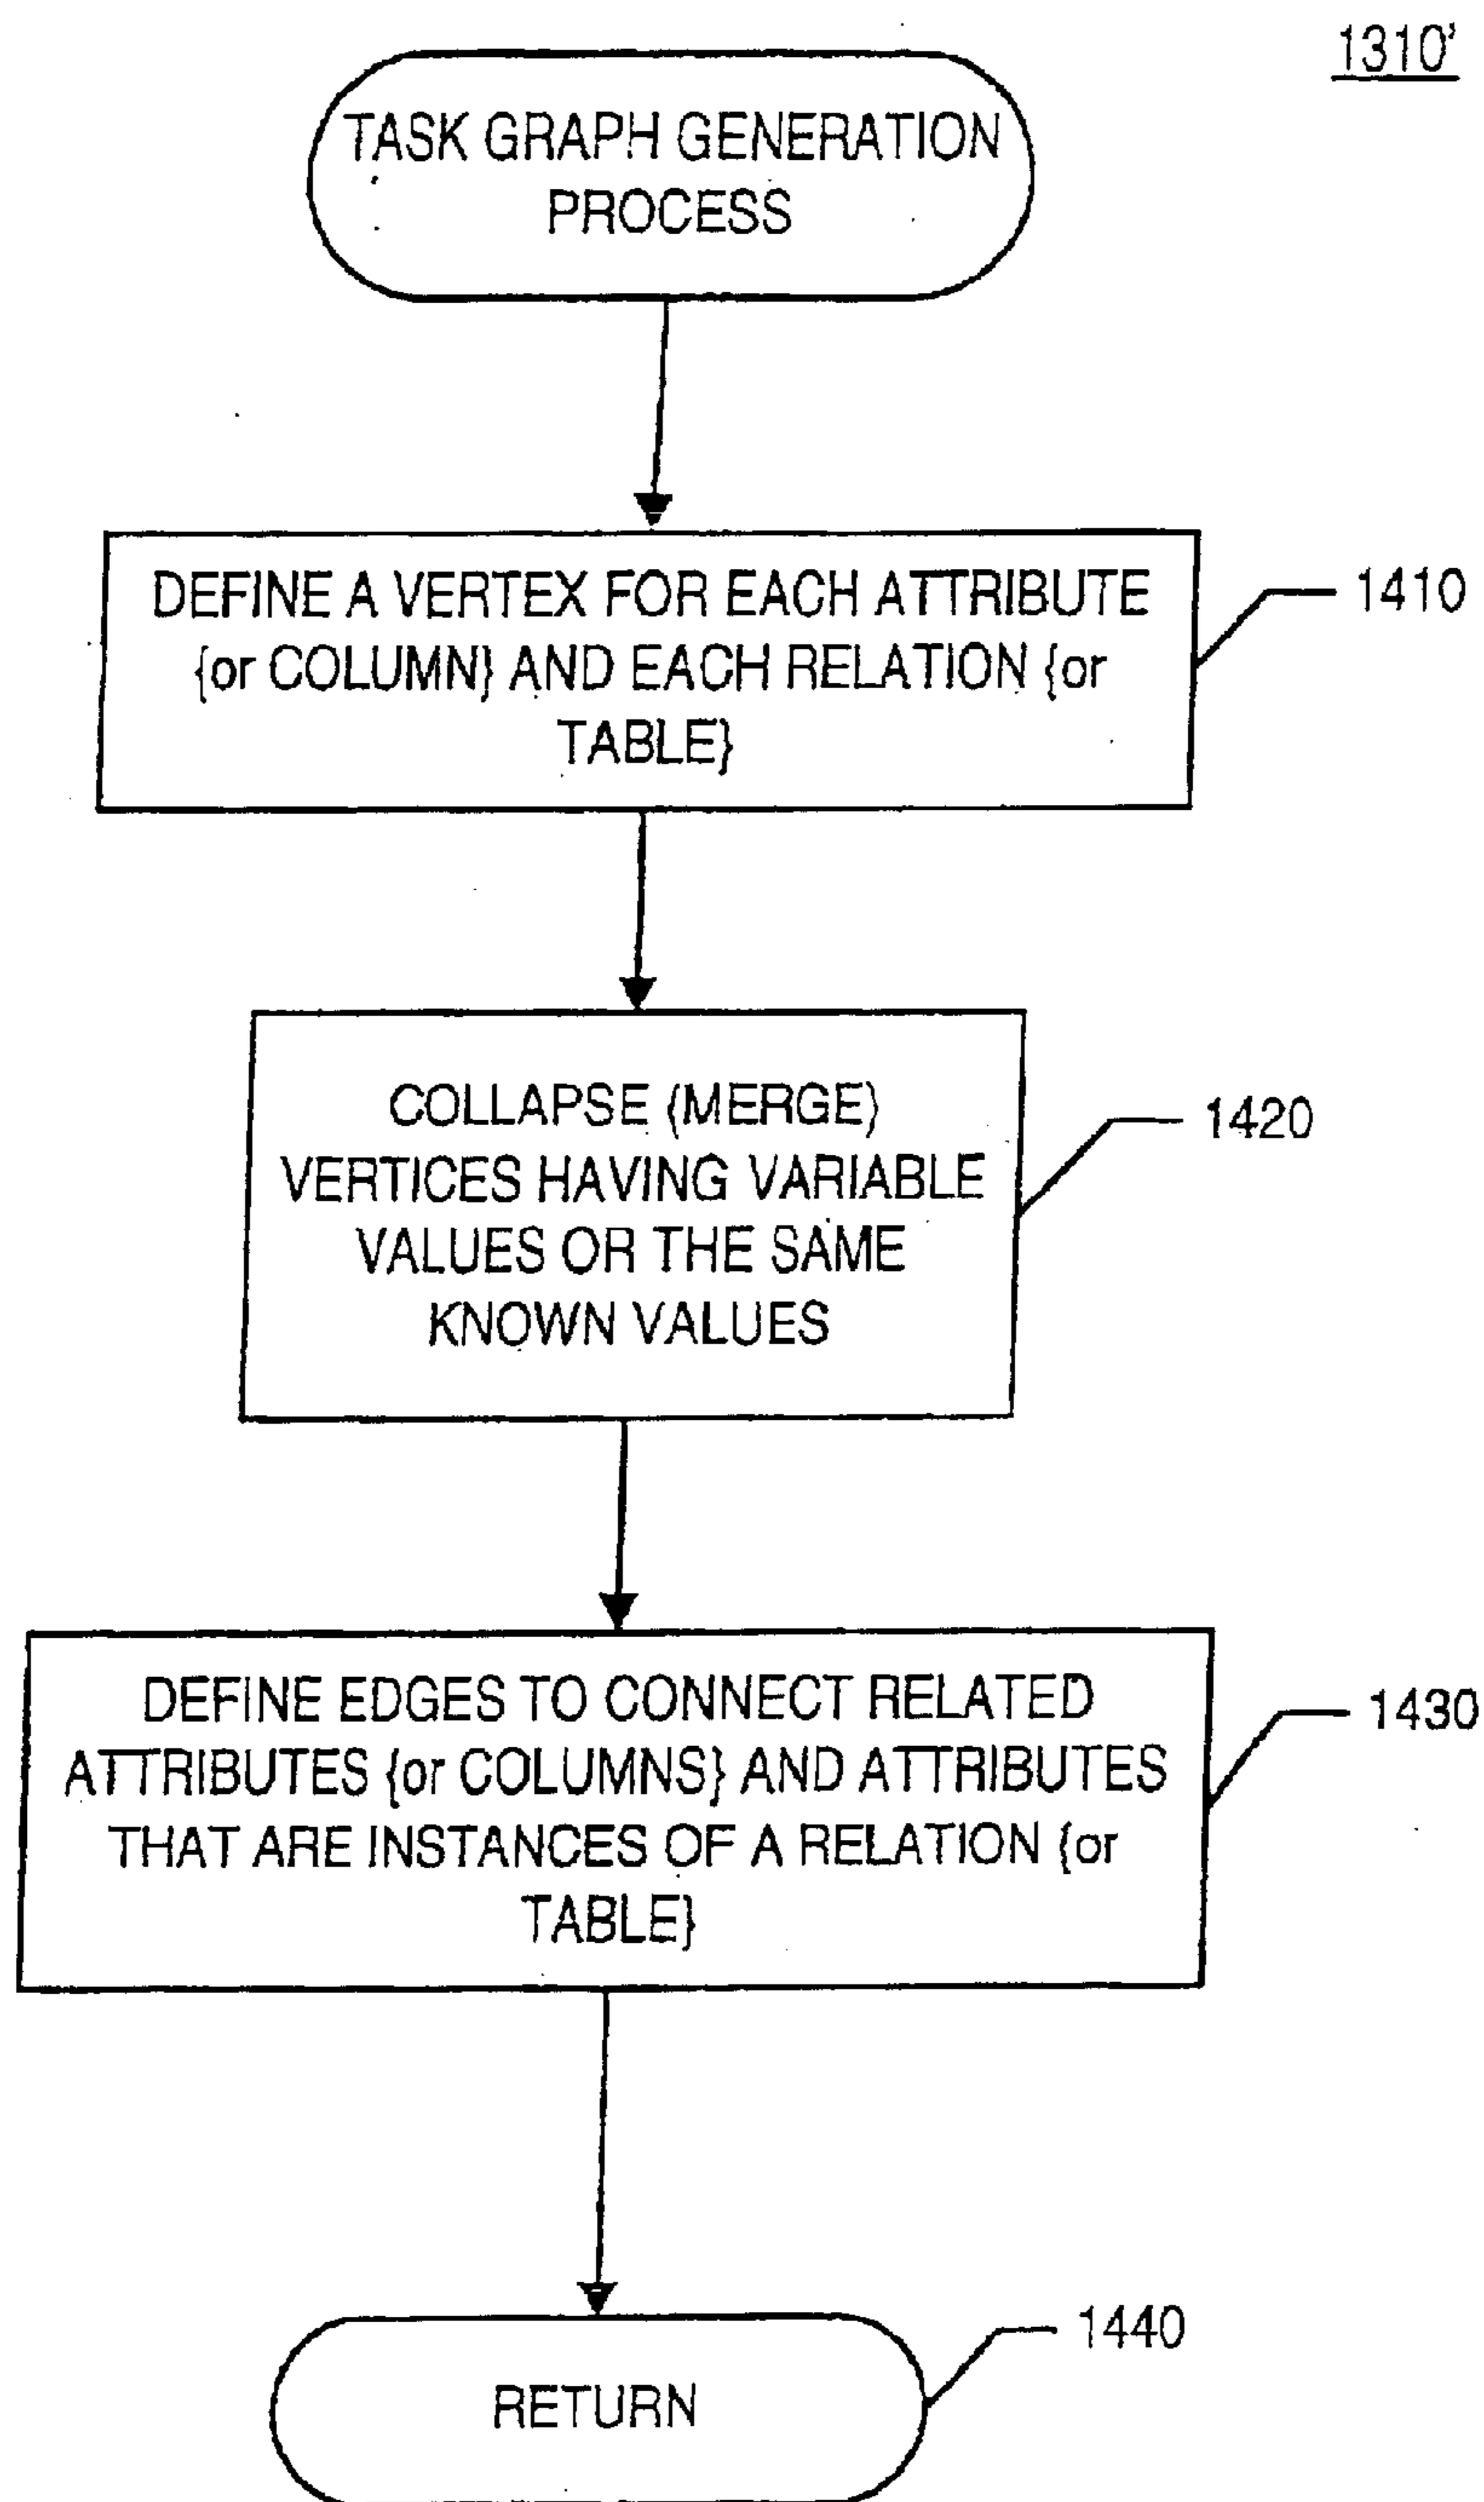 1310'
TASK GRAPH GENERATION
PROCESS
DEFINE A VERTEX FOR EACH ATTRIBUTE
{or COLUMN} AND EACH RELATION {or
TABLE}
1410
COLLAPSE (MERGE)
VERTICES HAVING VARIABLE
VALUES OR THE SAME
KNOWN VALUES
1420
DEFINE EDGES TO CONNECT RELATED
ATTRIBUTES {or COLUMNS} AND ATTRIBUTES
THAT ARE INSTANCES OF A RELATION {or
TABLE}
1430
RETURN
1440